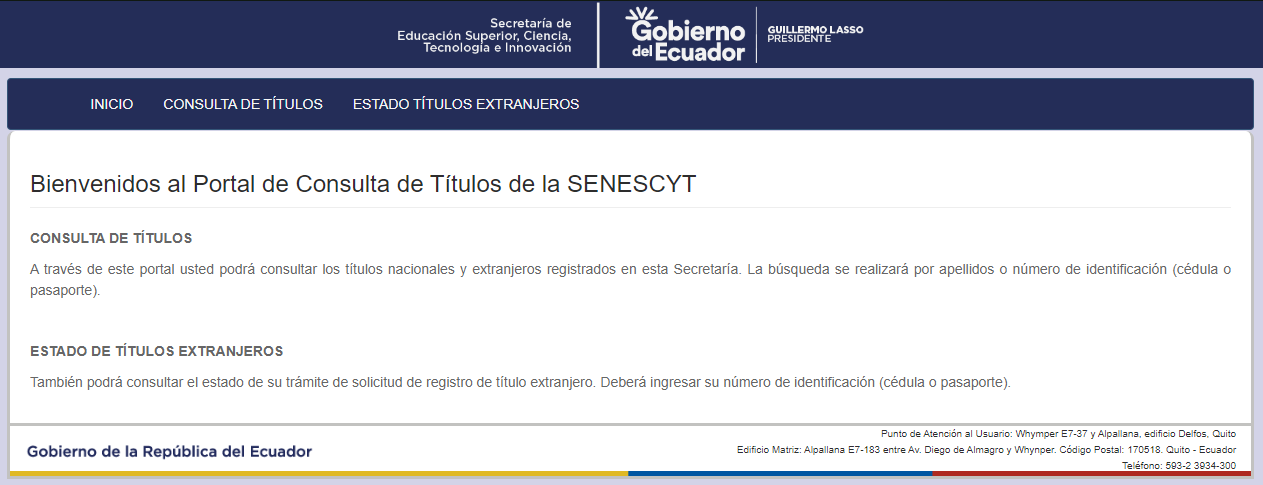 Secretaría de
Educación Superior, Ciencia,
Tecnología e Innovación
Gobierno
del Ecuador
GUILLERMO LASSO
PRESIDENTE
INICIO CONSULTA DE TÍTULOS ESTADO TÍTULOS EXTRANJEROS
Bienvenidos al Portal de Consulta de Títulos de la SENESCYT
CONSULTA DE TÍTULOS
A través de este portal usted podrá consultar los títulos nacionales y extranjeros registrados en esta Secretaría. La búsqueda se realizará por apellidos o número de identificación (cédula o
pasaporte).
ESTADO DE TÍTULOS EXTRANJEROS
También podrá consultar el estado de su trámite de solicitud de registro de título extranjero. Deberá ingresar su número de identificación (cédula o pasaporte).
Gobierno de la República del Ecuador
Punto de Atención al Usuario: Whymper E7-37 y Alpallana, edificio Delfos, Quito
Edificio Matriz: Alpallana E7-183 entre Av. Diego de Almagro y Whynper. Código Postal: 170518. Quito - Ecuador
Teléfono: 593-2 3934-300